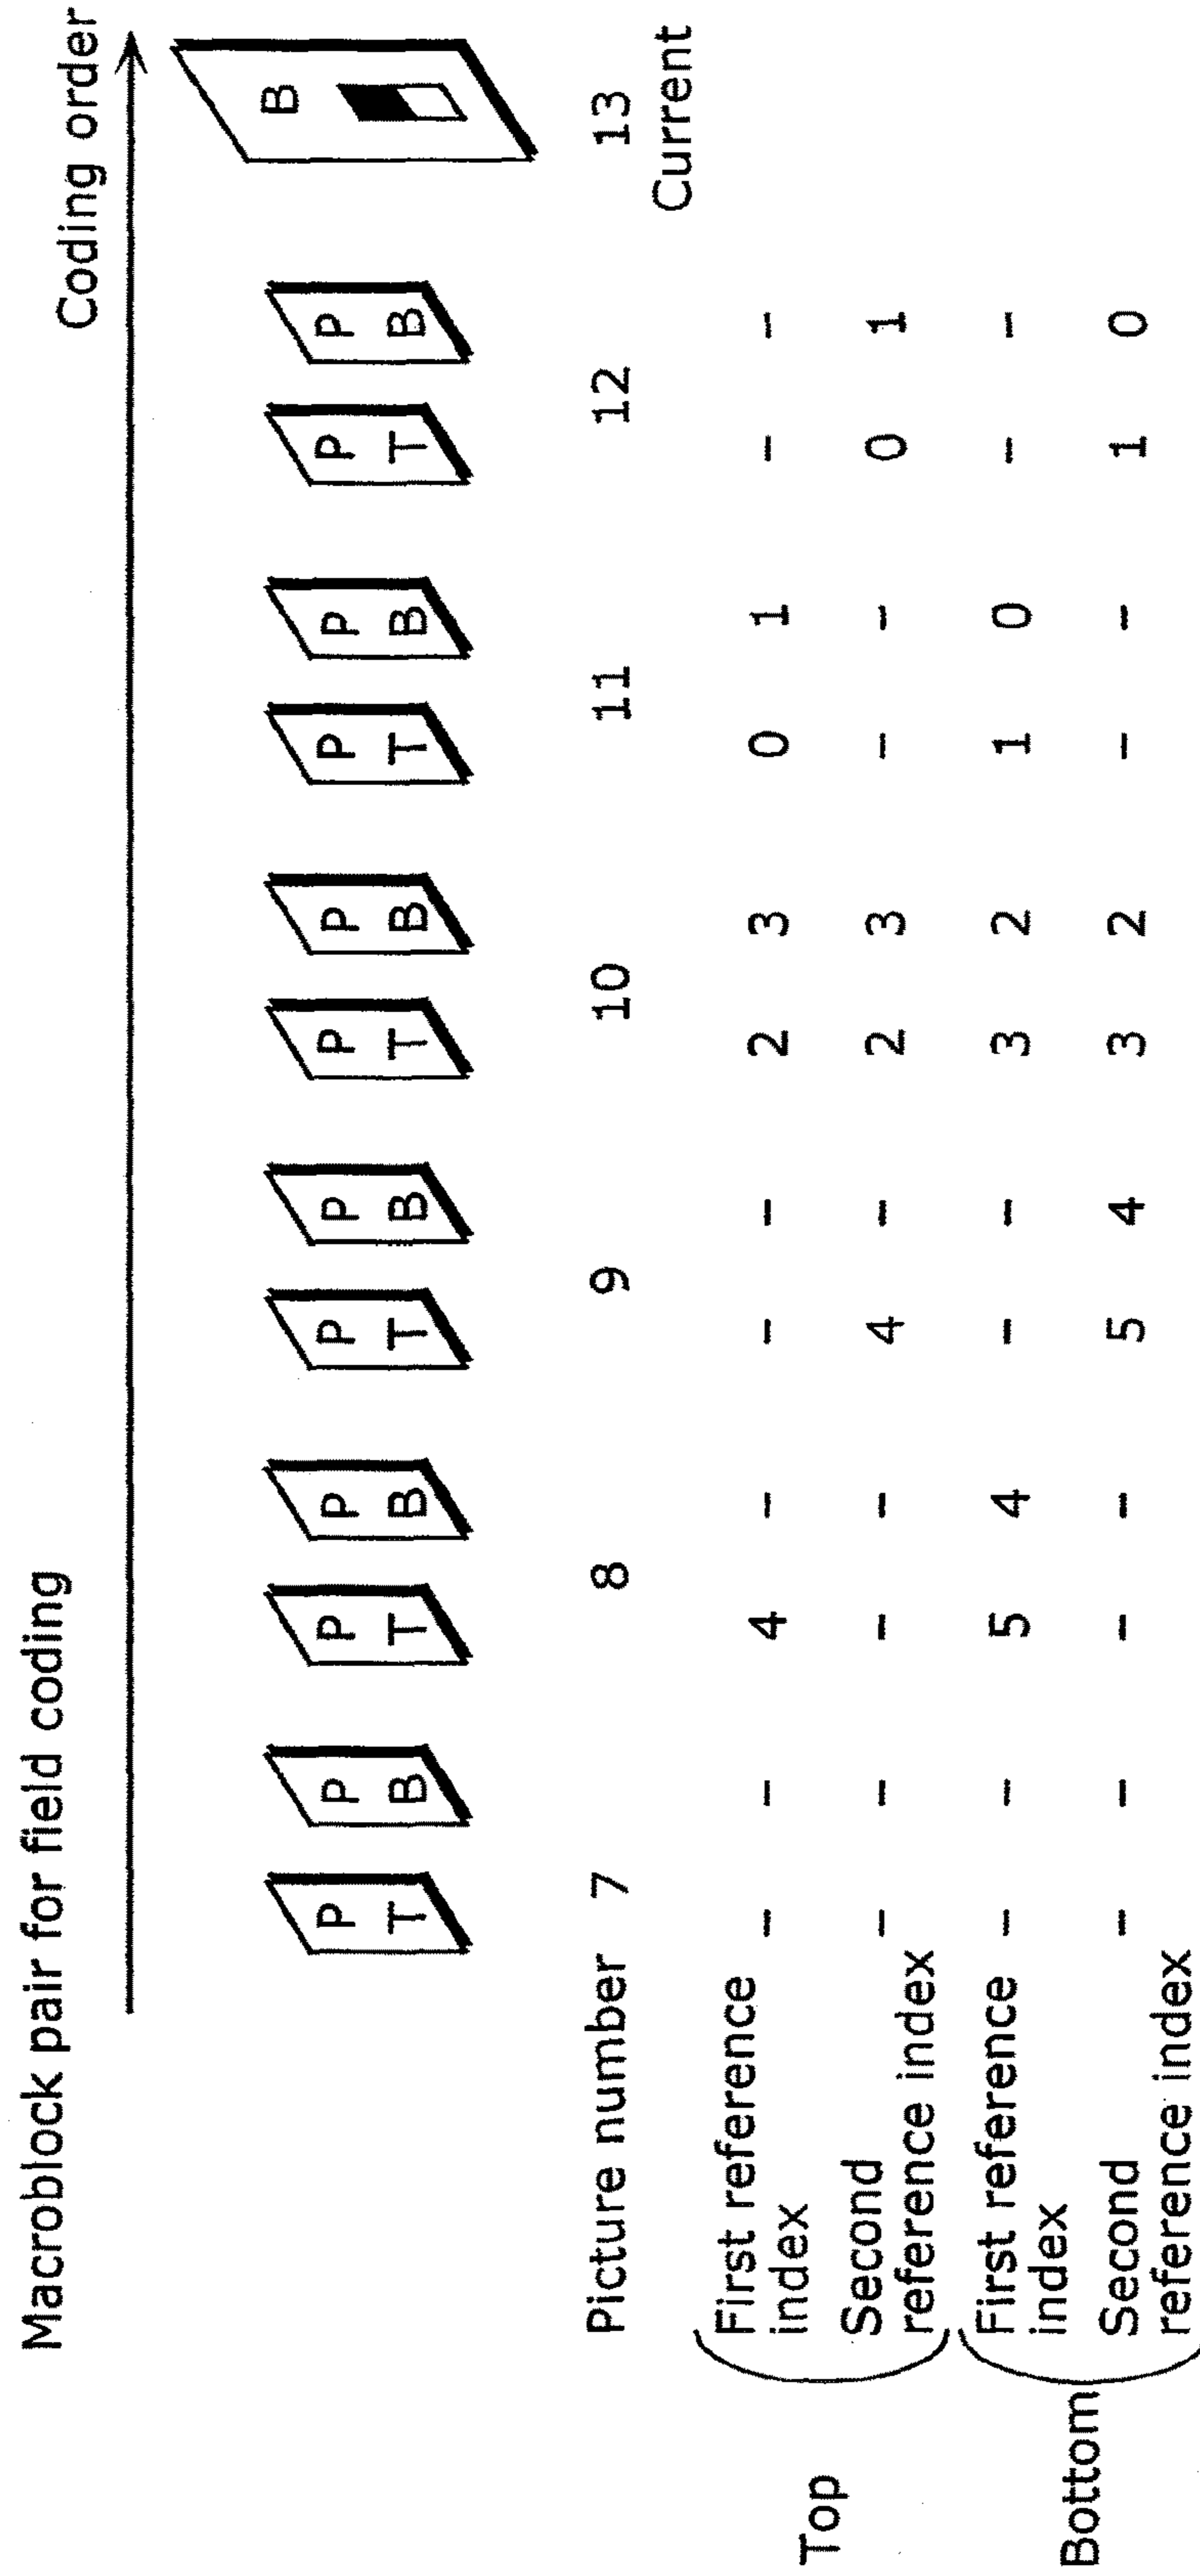 Macroblock pair for field coding
Coding order
P P P P P P P P P P P P B
T B T B T B T B T B T B
Picture number 7 8 9 10 11 12 13
Current
Top
First reference index
- - 4 - - - 2 3 0 1 - -
Second reference index
- - - - 4 - 2 3 - - 0 1
Bottom
First reference index
- - 5 4 - - 3 2 1 0 - -
Second reference index
- - - - 5 4 3 2 - - 1 0